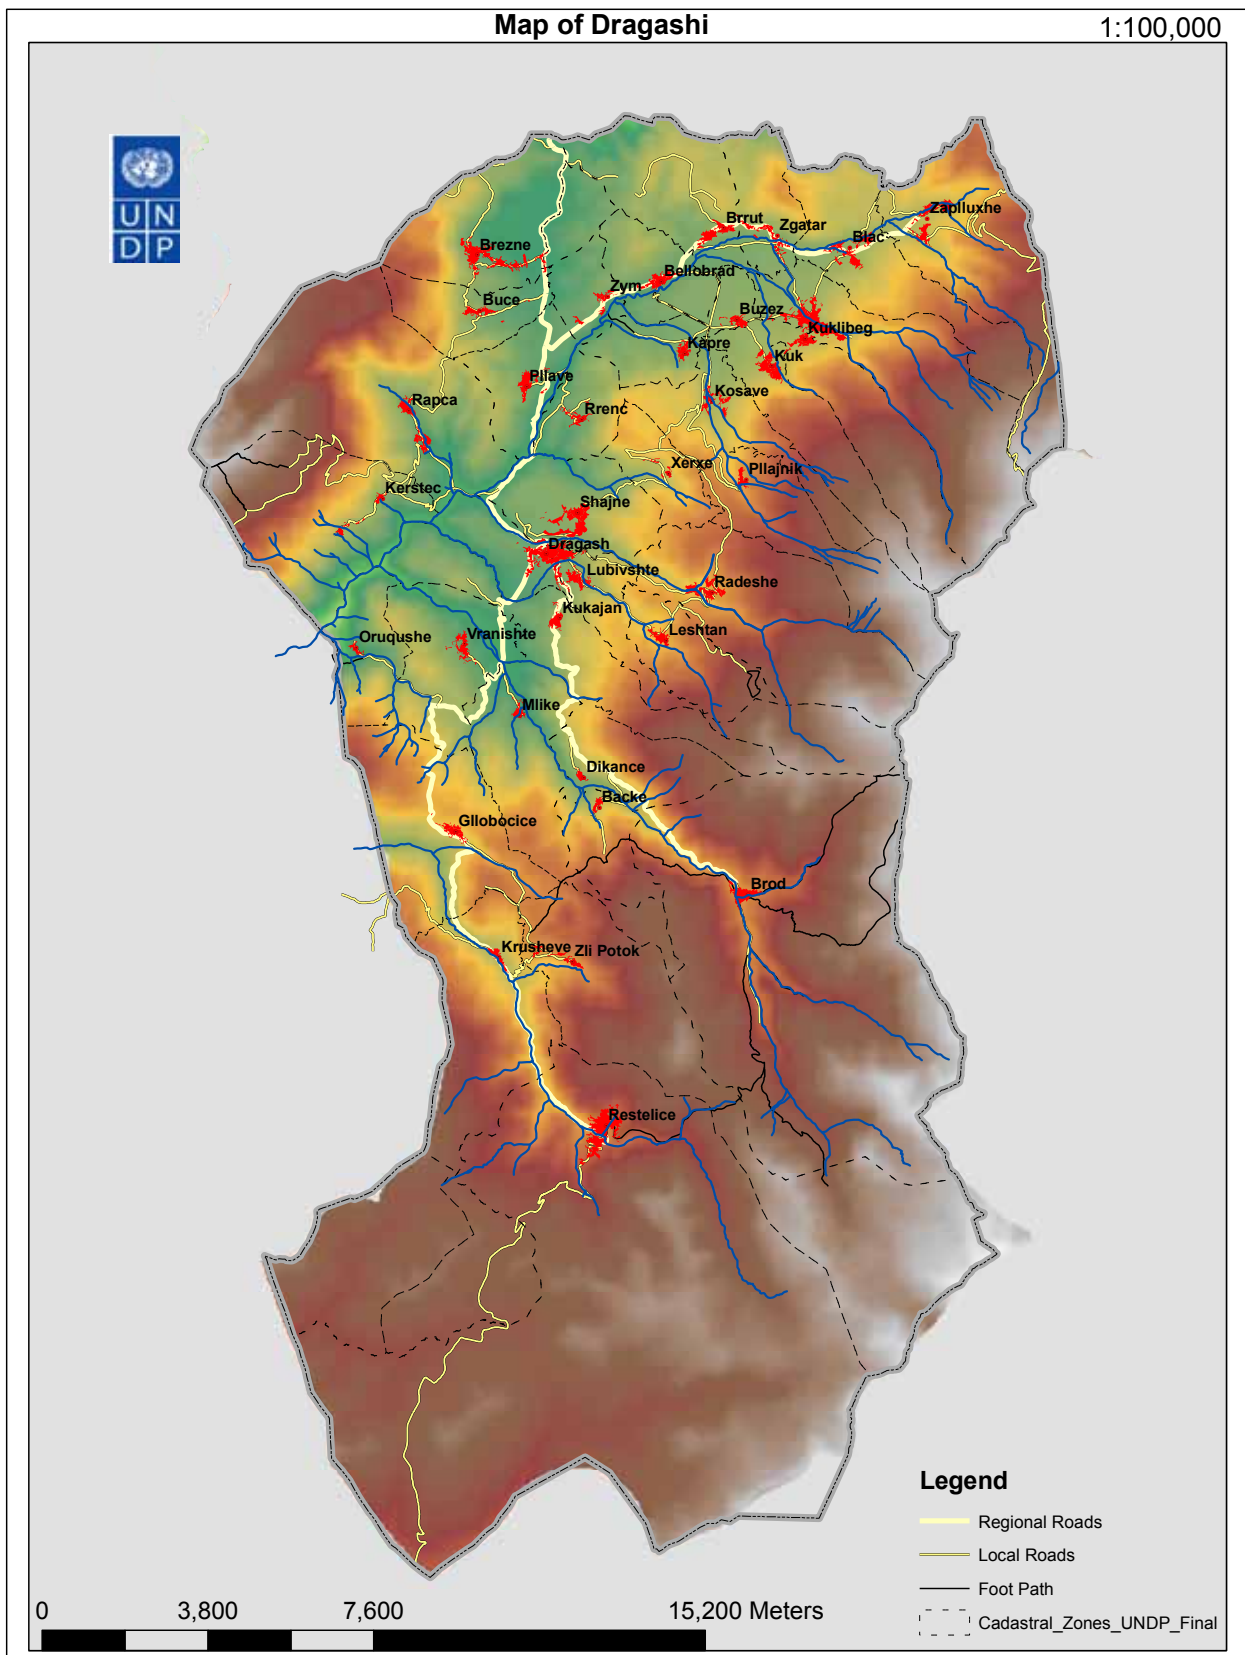 Map of Dragashi
1:100,000
UN
DP
Zaplluxhe
Brrut
Zgatar
Blac
Brezne
Bellobrad
Zym
Buce
Buzez
Kuklibeg
Kapre
Kuk
Pllave
Kosave
Rapca
Rrenc
Xerxe
Pllajnik
Kerstec
Shajne
Dragash
Lubivshte
Radeshe
Kukajan
Leshtan
Vranishte
Oruqushe
Mlike
Dikance
Backe
Gllobocice
Brod
Krusheve
Zli Potok
Restelice
Legend
Regional Roads
Local Roads
Foot Path
Cadastral_Zones_UNDP_Final
0 3,800 7,600 15,200 Meters